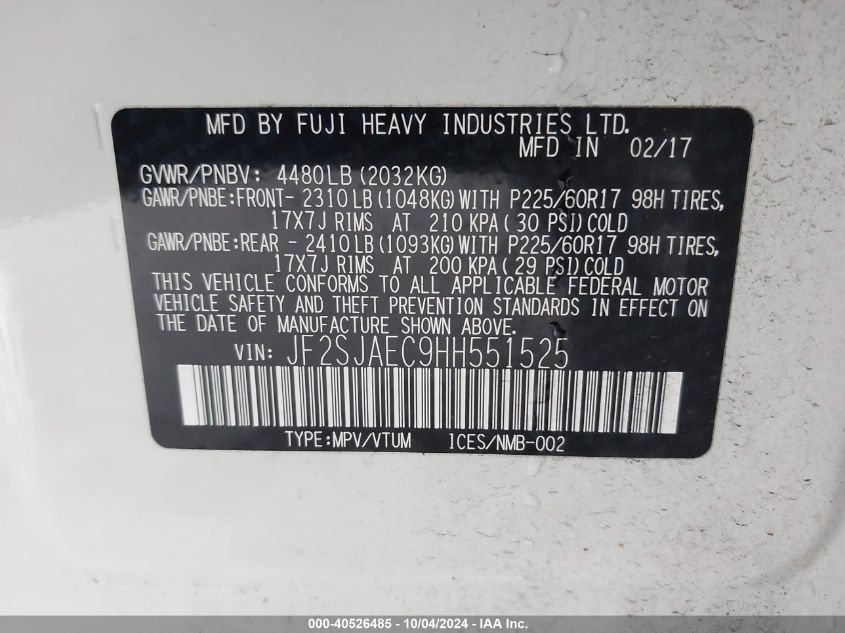 MFD BY FUJI HEAVY INDUSTRIES LTD.
MFD IN 02/17
GVWR/PNBV: 4480LB(2032KG)
GAWR/PNBE:FRONT- 2310LB(1048KG)WITH P225/60R17 98H TIRES,
17X7J RIMS AT 210 KPA( 30 PSI)COLD
GAWR/PNBE:REAR - 2410LB(1093KG)WITH P225/60R17 98H TIRES,
17X7J RIMS AT 200 KPA( 29 PSI)COLD
THIS VEHICLE CONFORMS TO ALL APPLICABLE FEDERAL MOTOR
VEHICLE SAFETY AND THEFT PREVENTION STANDARDS IN EFFECT ON
THE DATE OF MANUFACTURE SHOWN ABOVE.
VIN: JF2SJAEC9HH551525
TYPE:MPV/VTUM ICES/NMB-002
000-40526485 - 10/04/2024 - IAA Inc.